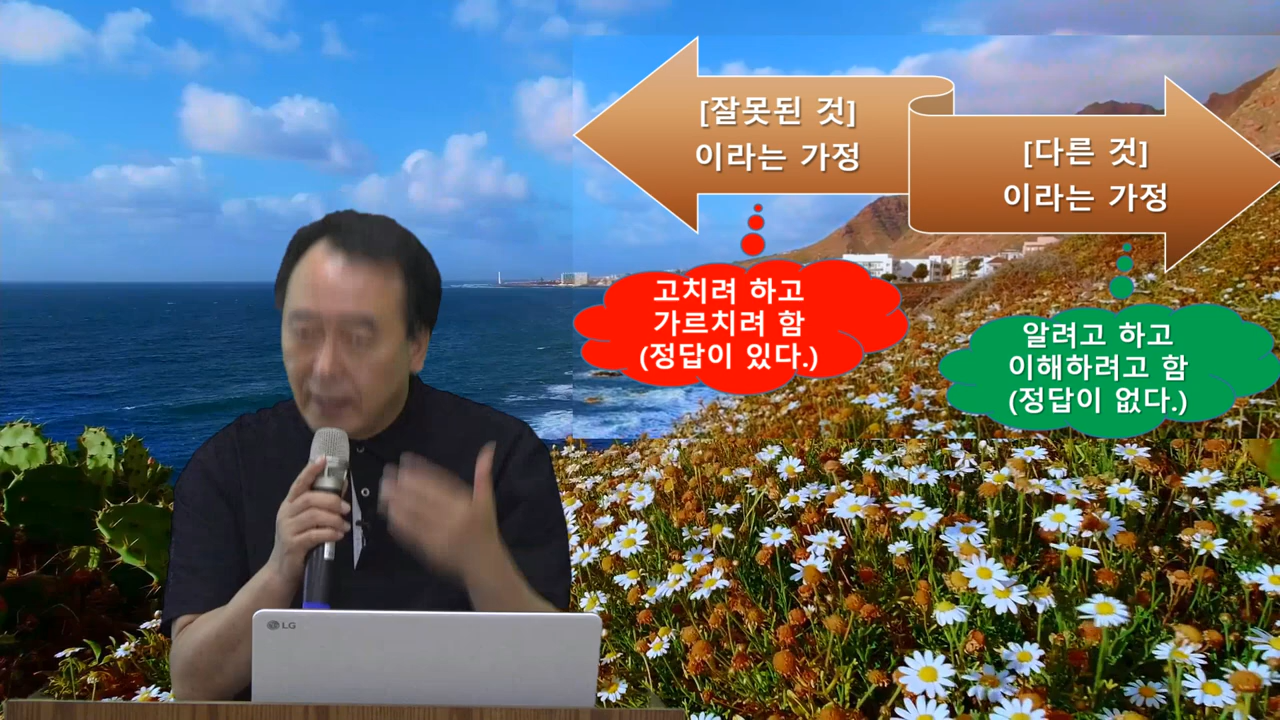 [잘못된 것]
이라는 가정
[다른 것]
이라는 가정
고치려 하고
가르치려 함
(정답이 있다.)
알려고 하고
이해하려고 함
(정답이 없다.)
LG